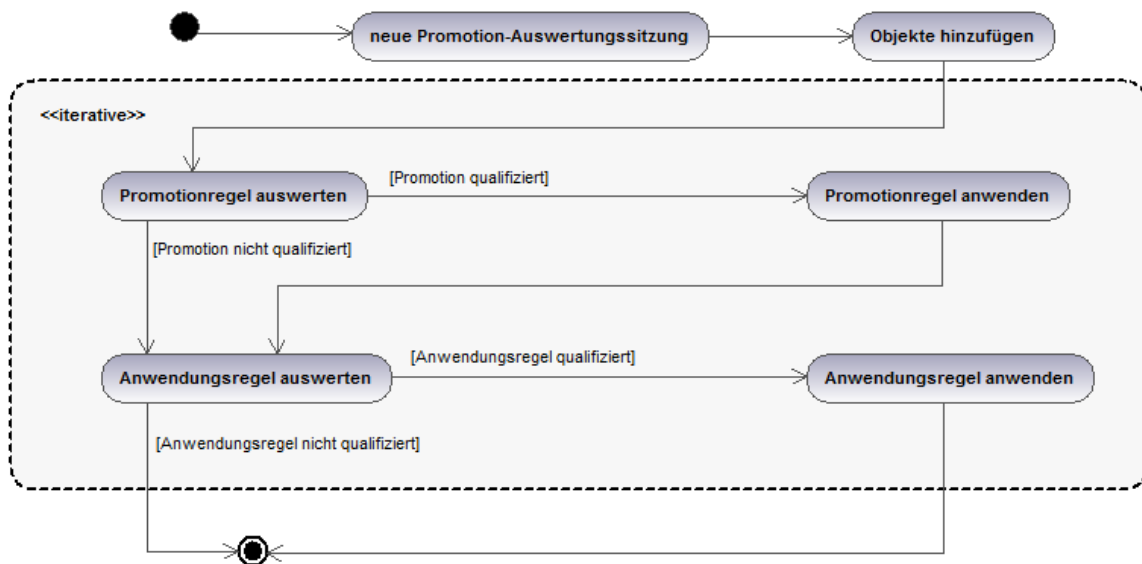 neue Promotion-Auswertungssitzung
Objekte hinzufügen
<<iterative>>
Promotionregel auswerten
[Promotion qualifiziert]
Promotionregel anwenden
[Promotion nicht qualifiziert]
Anwendungsregel auswerten
[Anwendungsregel qualifiziert]
Anwendungsregel anwenden
[Anwendungsregel nicht qualifiziert]